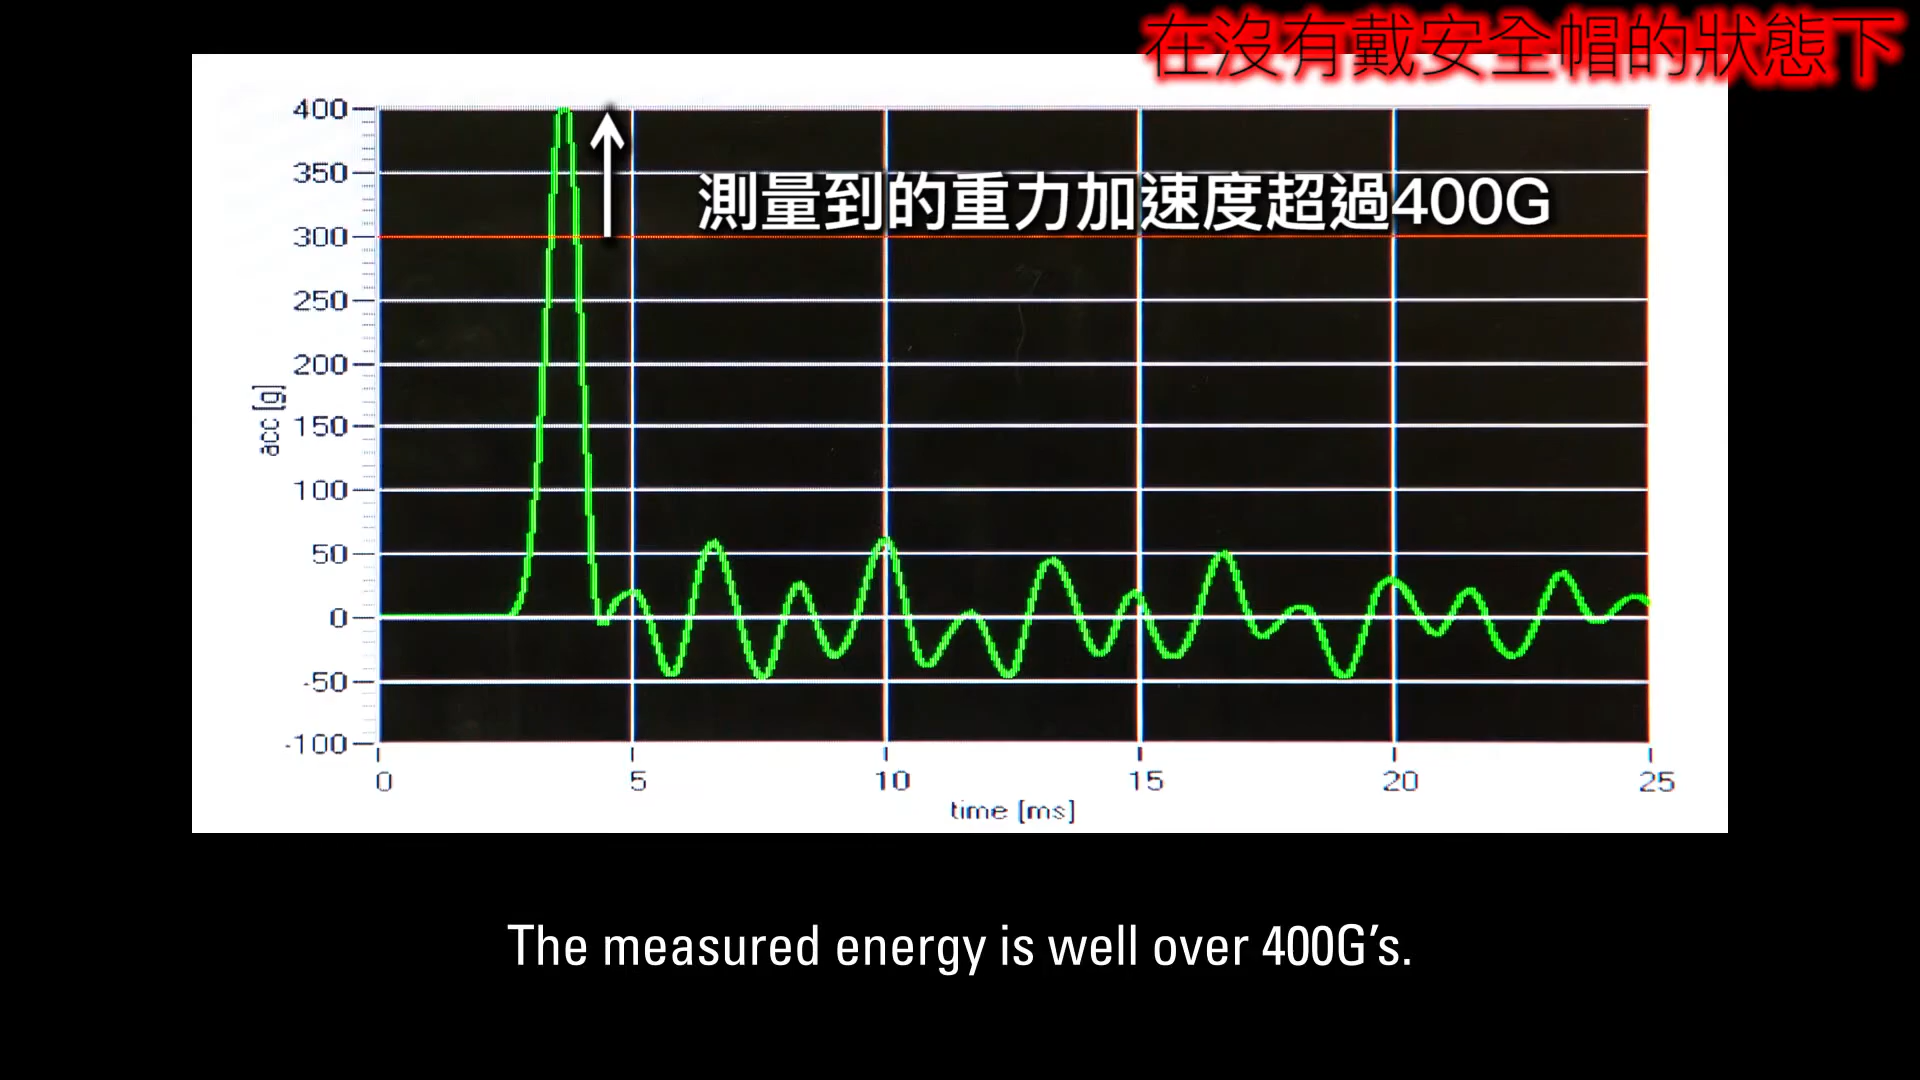 在沒有戴安全帽的狀態下
400
350
測量到的重力加速度超過400G
300
250
200
150
100
50
0
-50
-100
acc [g]
0 5 10 15 20 25
time [ms]
The measured energy is well over 400G’s.